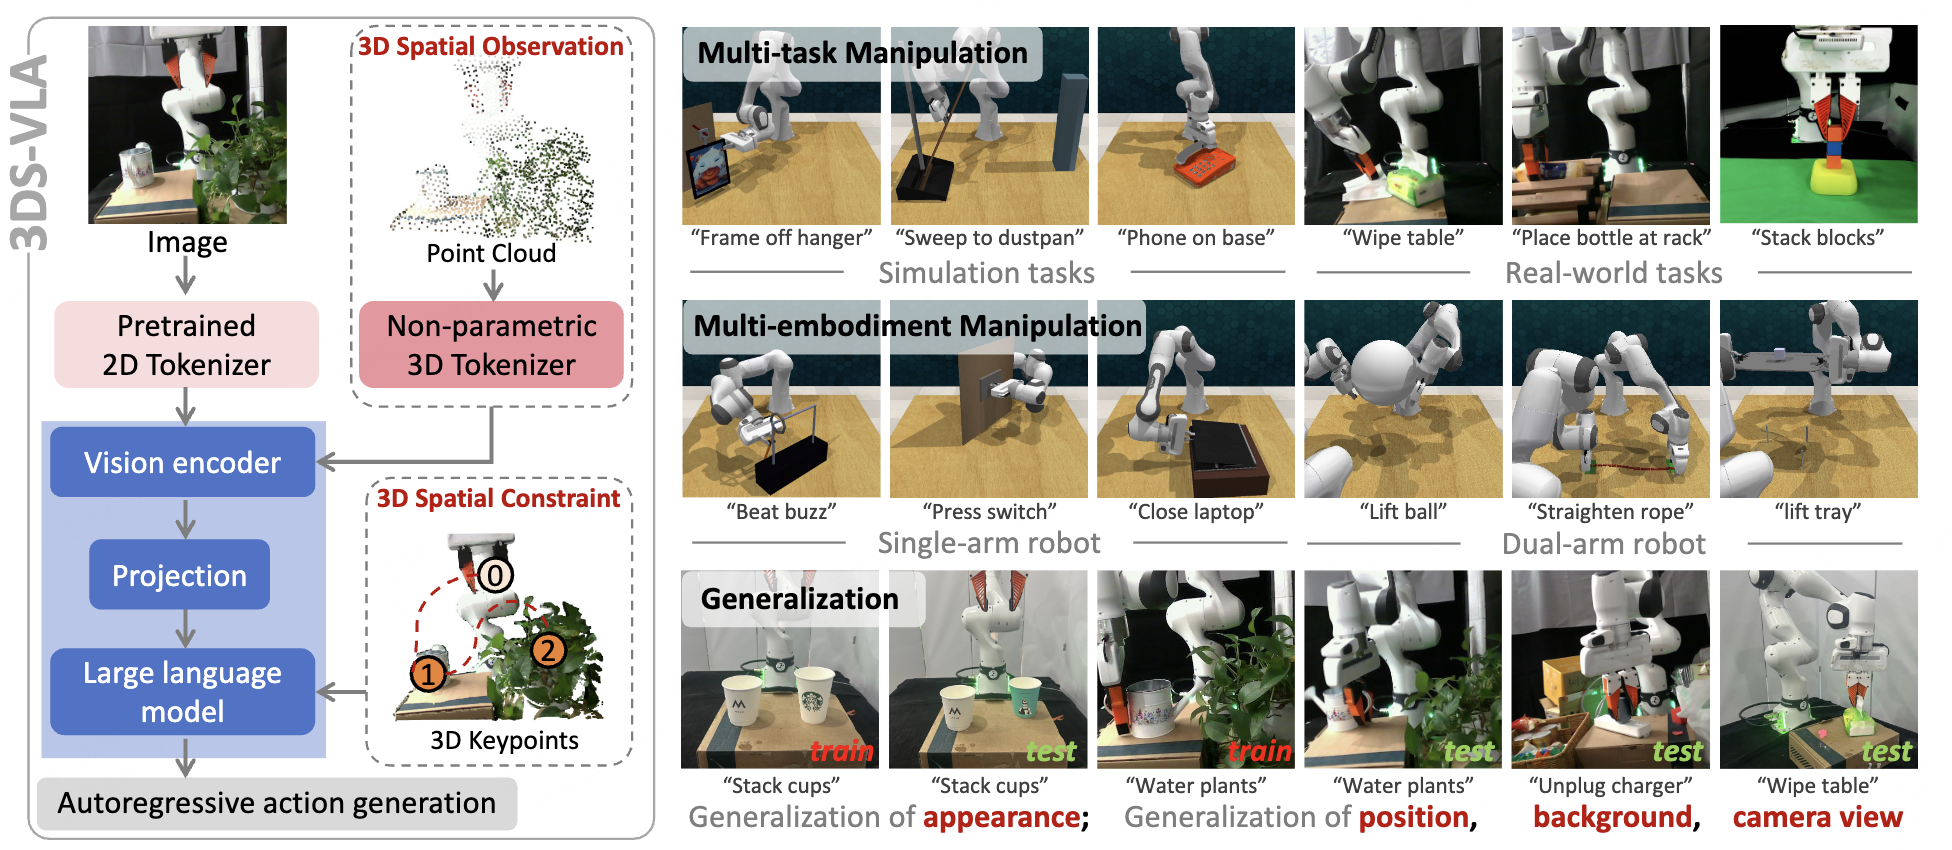 3DS-VLA
3D Spatial Observation
Image
Point Cloud
Pretrained
2D Tokenizer
Non-parametric
3D Tokenizer
Vision encoder
3D Spatial Constraint
Projection
0
1
2
Large language
model
3D Keypoints
Autoregressive action generation
Multi-task Manipulation
“Frame off hanger”
“Sweep to dustpan”
“Phone on base”
“Wipe table”
“Place bottle at rack”
“Stack blocks”
Simulation tasks
Real-world tasks
Multi-embodiment Manipulation
“Beat buzz”
“Press switch”
“Close laptop”
“Lift ball”
“Straighten rope”
“lift tray”
Single-arm robot
Dual-arm robot
Generalization
train
test
train
test
test
test
“Stack cups”
“Stack cups”
“Water plants”
“Water plants”
“Unplug charger”
“Wipe table”
Generalization of appearance;
Generalization of position,
background,
camera view